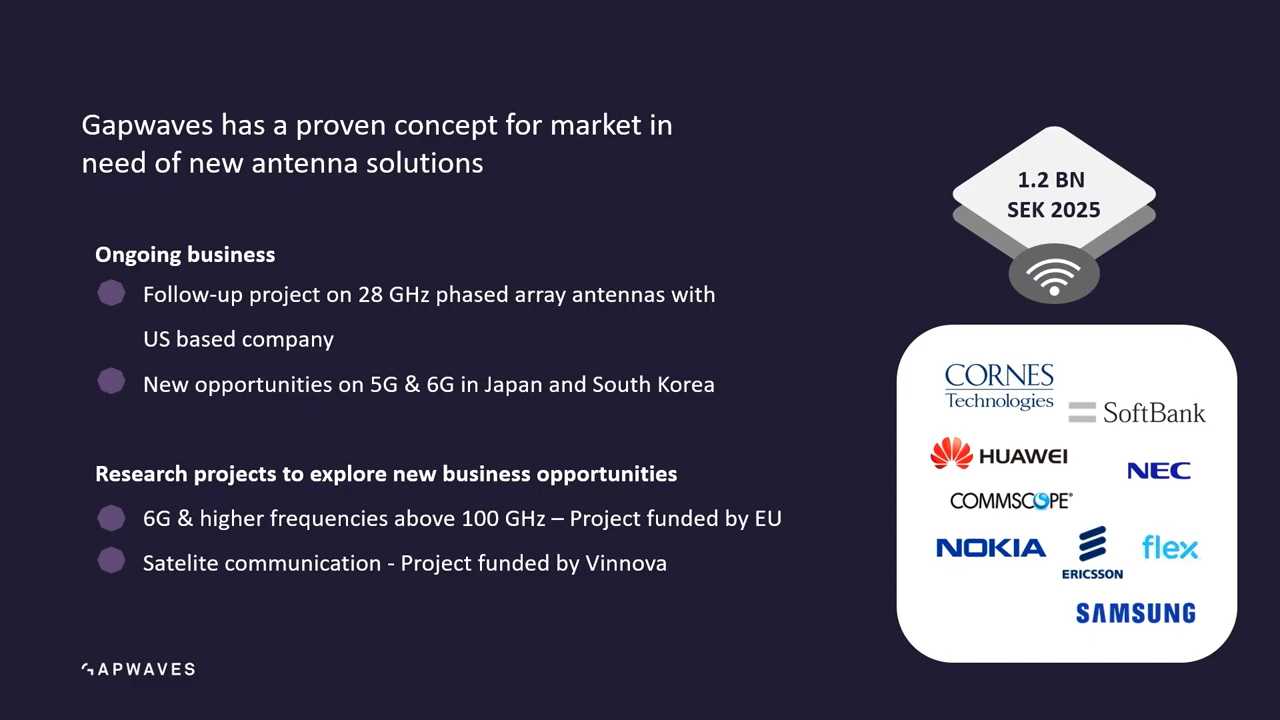 Gapwaves has a proven concept for market in
need of new antenna solutions
Ongoing business
Follow-up project on 28 GHz phased array antennas with
US based company
New opportunities on 5G & 6G in Japan and South Korea
Research projects to explore new business opportunities
6G & higher frequencies above 100 GHz – Project funded by EU
Satelite communication - Project funded by Vinnova
GAPWAVES
1.2 BN
SEK 2025
CORNES
Technologies
SoftBank
HUAWEI
NEC
COMMSCOPE®
NOKIA
ERICSSON
flex
SAMSUNG